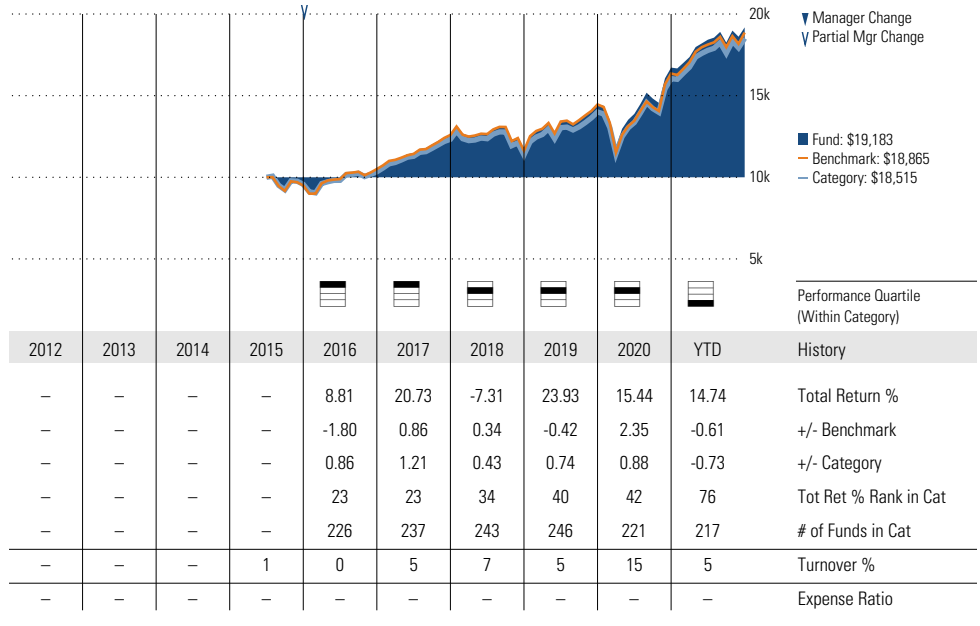 20k
Manager Change
Partial Mgr Change
15k
Fund: $19,183
Benchmark: $18,865
Category: $18,515
10k
5k
Performance Quartile
(Within Category)
2012 2013 2014 2015 2016 2017 2018 2019 2020 YTD History
– – – – 8.81 20.73 -7.31 23.93 15.44 14.74 Total Return %
– – – – -1.80 0.86 0.34 -0.42 2.35 -0.61 +/- Benchmark
– – – – 0.86 1.21 0.43 0.74 0.88 -0.73 +/- Category
– – – – 23 23 34 40 42 76 Tot Ret % Rank in Cat
– – – – 226 237 243 246 221 217 # of Funds in Cat
– – – 1 0 5 7 5 15 5 Turnover %
– – – – – – – – – – Expense Ratio